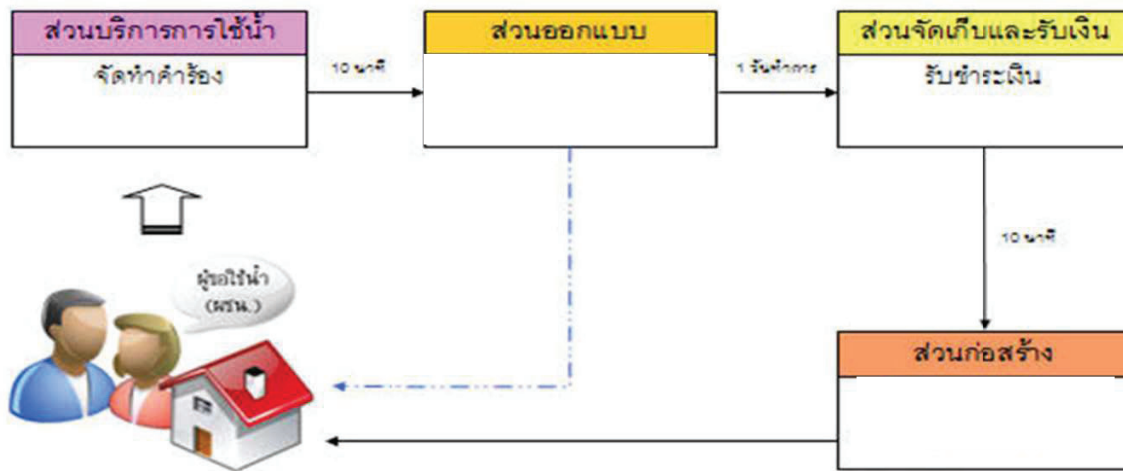 ส่วนบริการการใช้น้ำ
จัดทำคำร้อง
10 นาที
ส่วนออกแบบ
1 วันทำการ
ส่วนจัดเก็บและรับเงิน
รับชำระเงิน
10 นาที
ส่วนก่อสร้าง
ผู้ขอใช้น้ำ
(ผขน.)